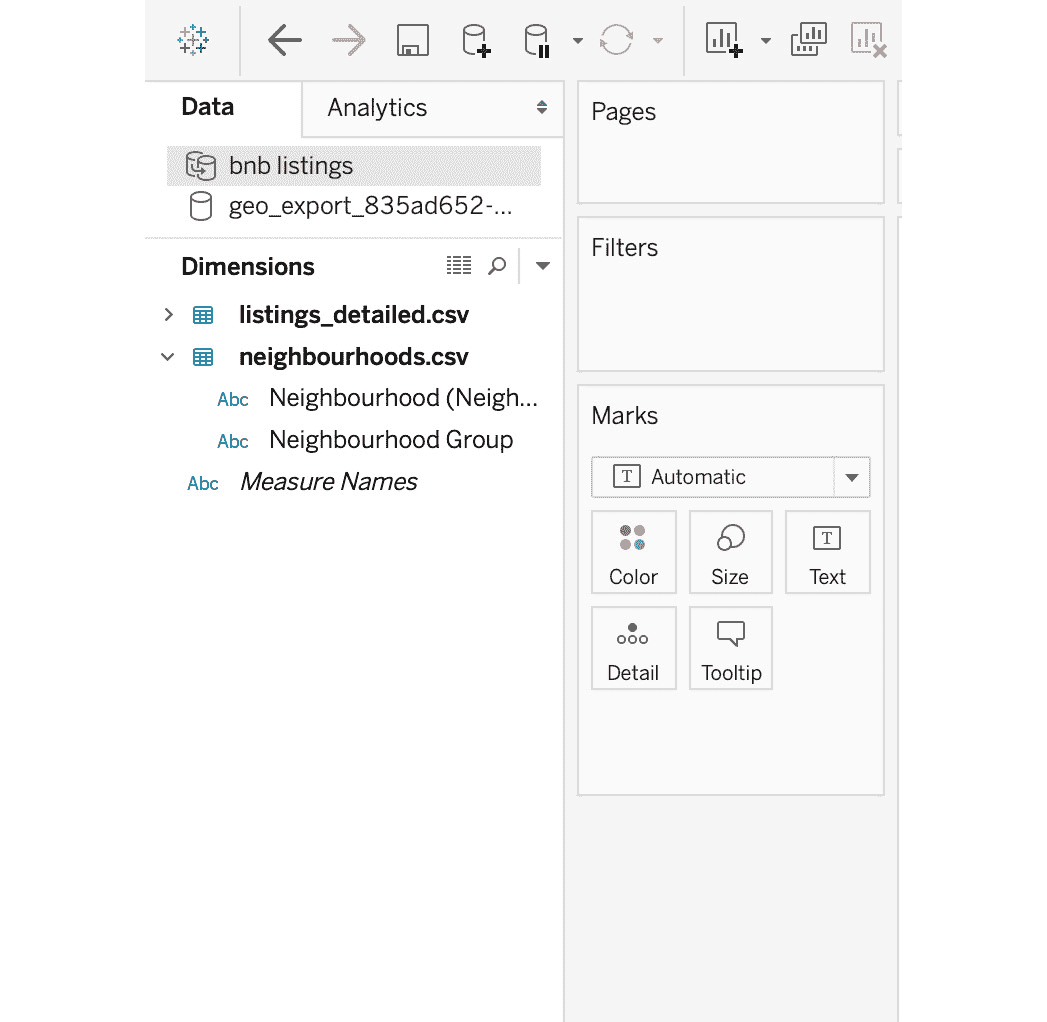 Data
Analytics
bnb listings
geo_export_835ad652-...
Dimensions
listings_detailed.csv
neighbourhoods.csv
Abc Neighbourhood (Neigh...
Abc Neighbourhood Group
Abc Measure Names
Pages
Filters
Marks
T Automatic
Color
Size
T
Text
Detail
Tooltip